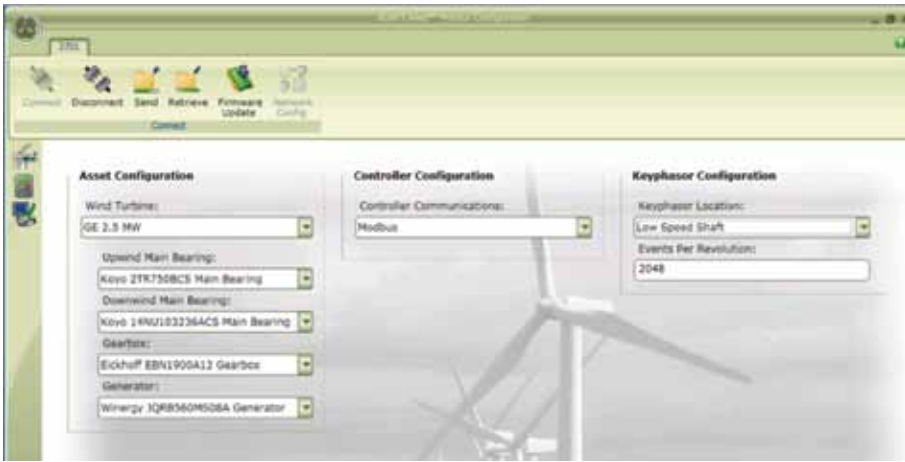 Connect
Disconnect
Send
Retrieve
Firmware Update
Network Config
Connect
Asset Configuration
Wind Turbine:
GE 2.5 MW
Upwind Main Bearing:
Koyo 2TR750BCS Main Bearing
Downwind Main Bearing:
Koyo 14NU103236ACS Main Bearing
Gearbox:
Eickhoff EBN1900A12 Gearbox
Generator:
Winergy JQRB560M508A Generator
Controller Configuration
Controller Communications:
Modbus
Keyphasor Configuration
Keyphasor Location:
Low Speed Shaft
Events Per Revolution:
2048